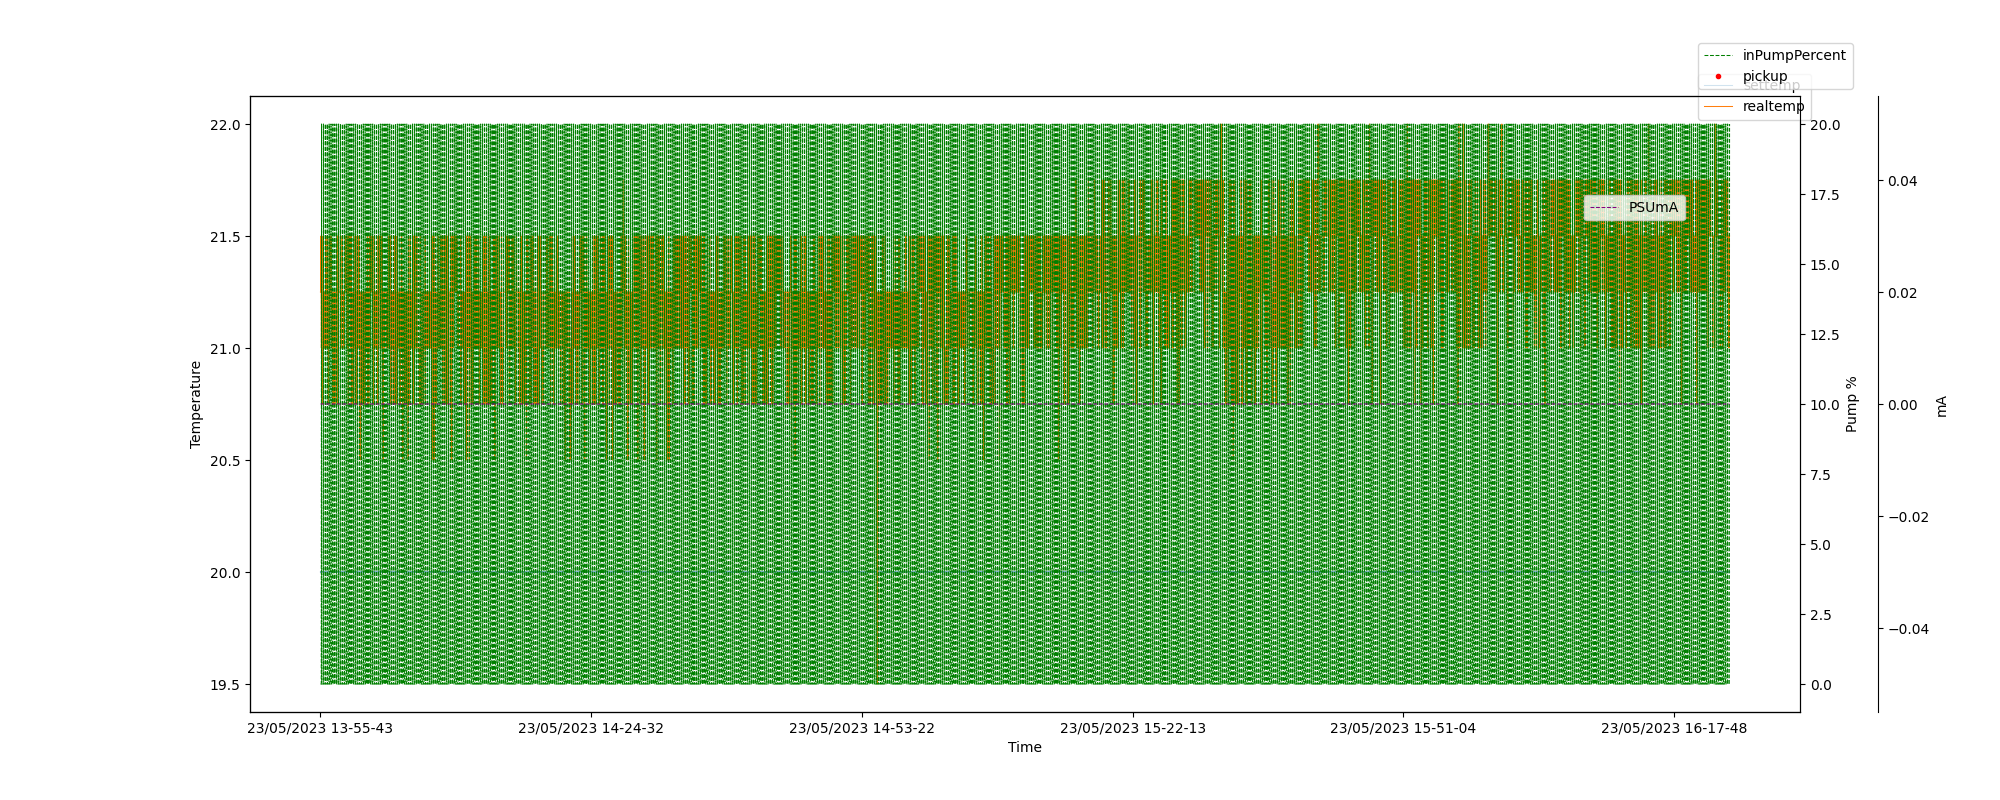 inPumpPercent
pickup
settemp
realtemp
PSUmA
22.0
21.5
21.0
20.5
20.0
19.5
Temperature
20.0
17.5
15.0
12.5
10.0
7.5
5.0
2.5
0.0
Pump %
0.04
0.02
0.00
−0.02
−0.04
mA
23/05/2023 13-55-43
23/05/2023 14-24-32
23/05/2023 14-53-22
23/05/2023 15-22-13
23/05/2023 15-51-04
23/05/2023 16-17-48
Time